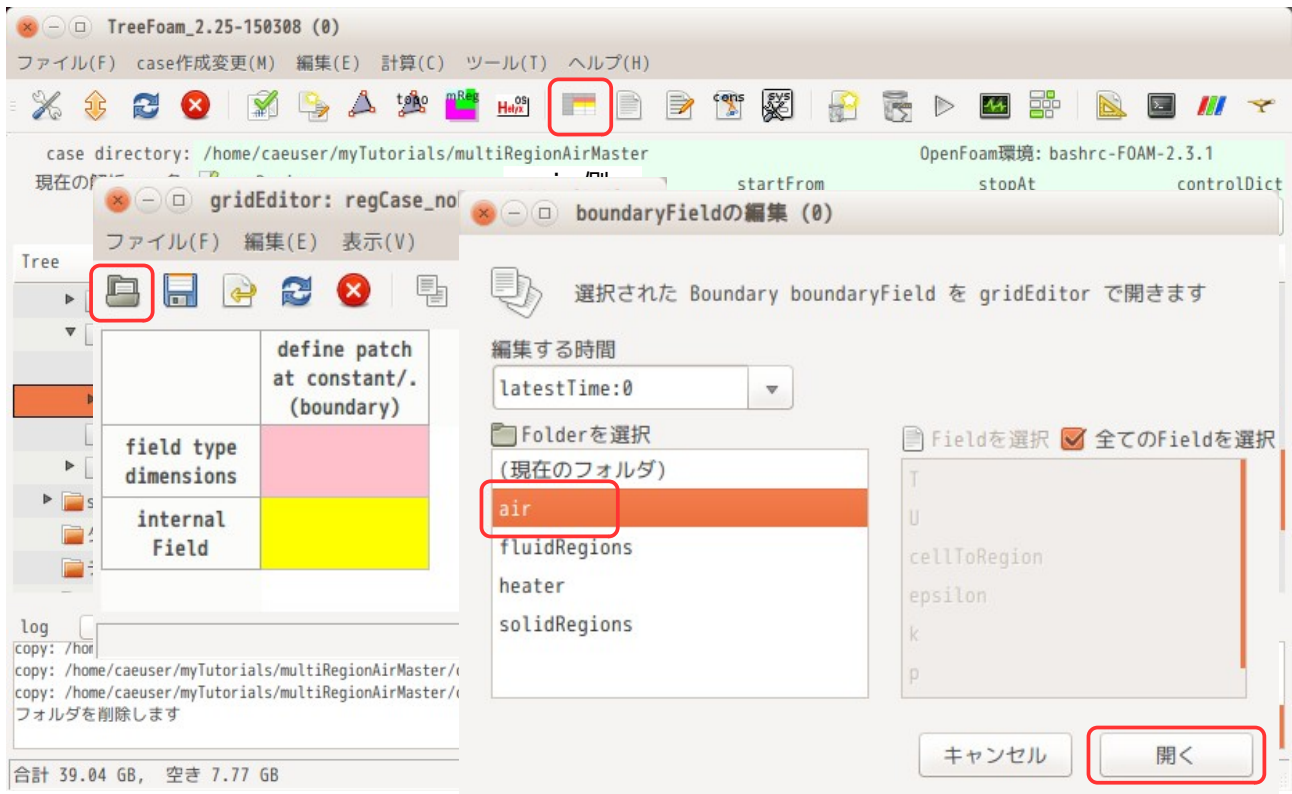 TreeFoam_2.25-150308 (0)
ファイル(F) case作成変更(M) 編集(E) 計算(C) ツール(T) ヘルプ(H)
topo mReg Helyx OS cons sys
case directory: /home/caeuser/myTutorials/multiRegionAirMaster
OpenFoam環境: bashrc-FOAM-2.3.1
現在の
startFrom stopAt controlDict
Tree
gridEditor: regCase_no
ファイル(F) 編集(E) 表示(V)
define patch
at constant/.
(boundary)
field type
dimensions
internal
Field
boundaryFieldの編集 (0)
選択された Boundary boundaryField を gridEditor で開きます
編集する時間
latestTime:0
Folderを選択
(現在のフォルダ)
air
fluidRegions
heater
solidRegions
Fieldを選択 全てのFieldを選択
T
U
cellToRegion
epsilon
k
p
キャンセル 開く
log
copy: /hom
copy: /home/caeuser/myTutorials/multiRegionAirMaster/
copy: /home/caeuser/myTutorials/multiRegionAirMaster/
フォルダを削除します
合計 39.04 GB, 空き 7.77 GB